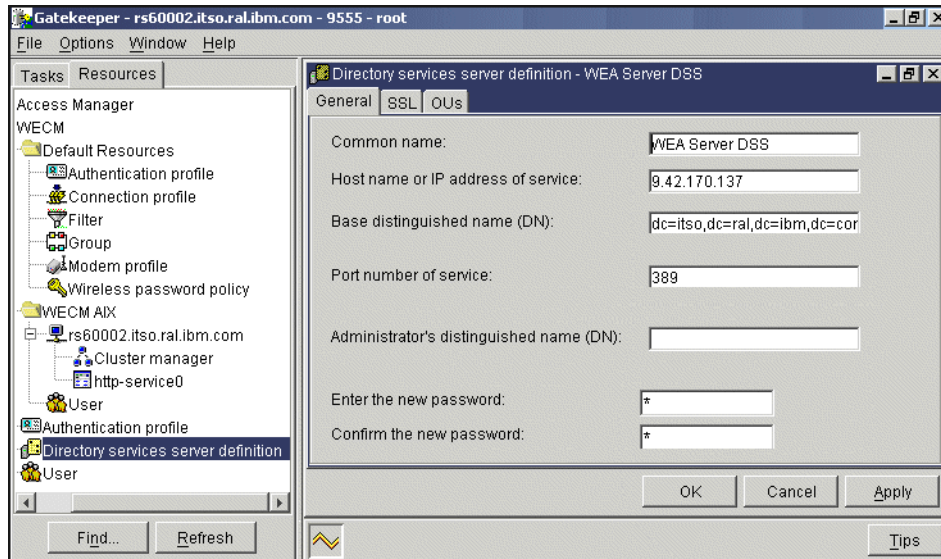 Gatekeeper - rs60002.itso.ral.ibm.com - 9555 - root
File Options Window Help
Tasks Resources
Access Manager
WECM
Default Resources
Authentication profile
Connection profile
Filter
Group
Modem profile
Wireless password policy
WECM AIX
rs60002.itso.ral.ibm.com
Cluster manager
http-service0
User
Authentication profile
Directory services server definition
User
Find... Refresh
Directory services server definition - WEA Server DSS
General SSL OUs
Common name: WEA Server DSS
Host name or IP address of service: 9.42.170.137
Base distinguished name (DN): dc=itso,dc=ral,dc=ibm,dc=cor
Port number of service: 389
Administrator's distinguished name (DN):
Enter the new password: *
Confirm the new password: *
OK Cancel Apply
Tips